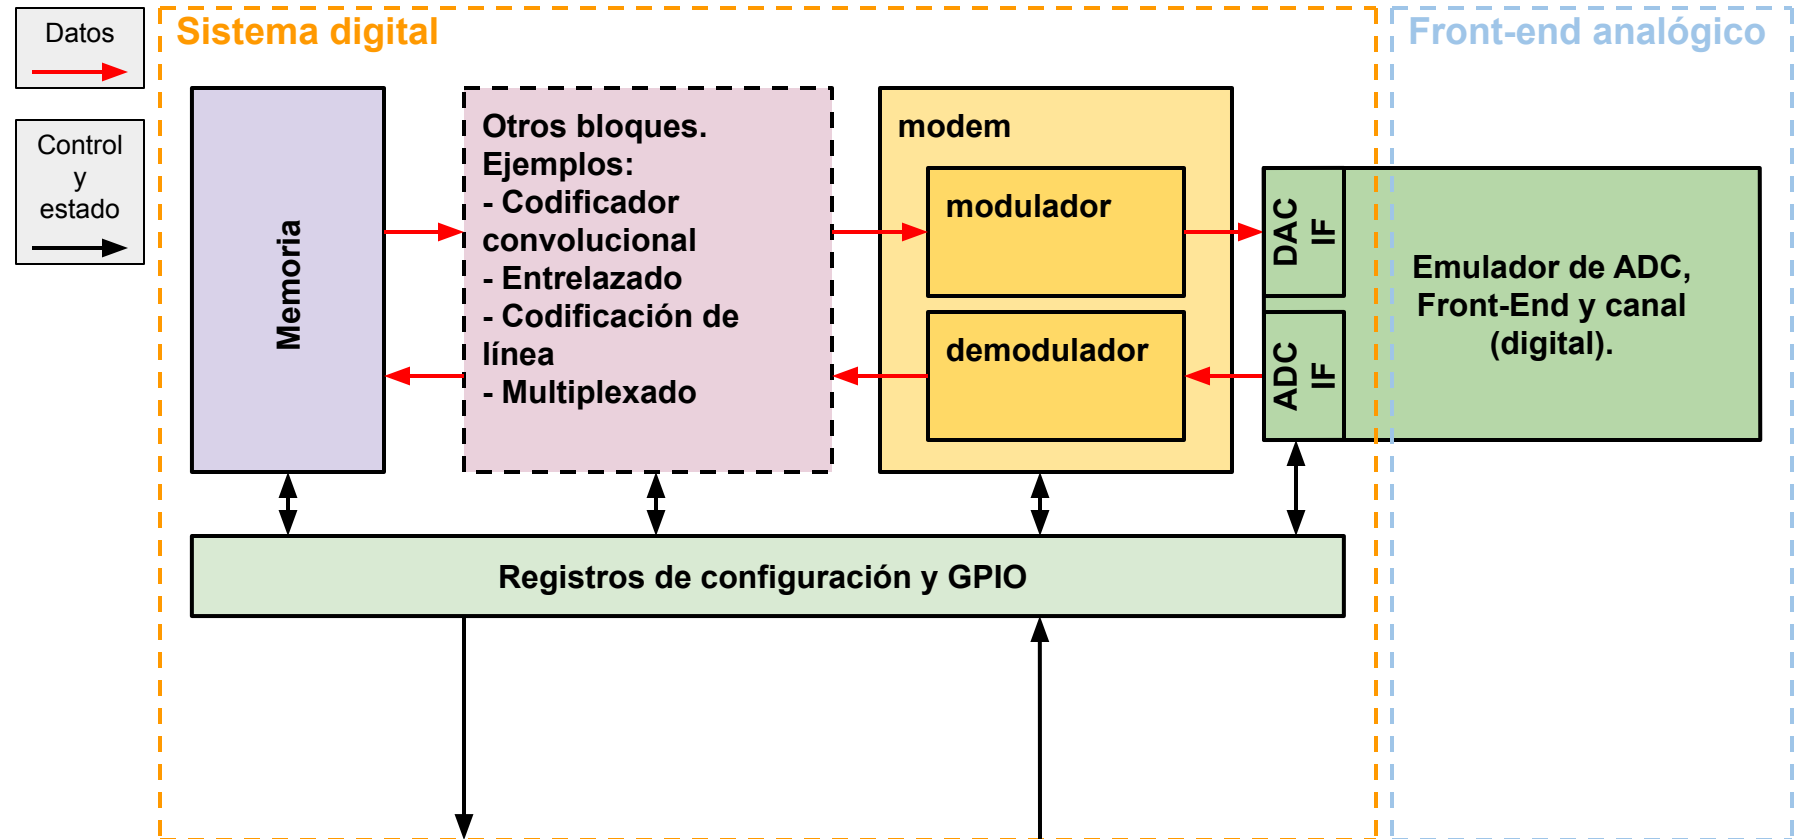 Datos
Control
y
estado
Sistema digital
Front-end analógico
Memoria
Otros bloques.
Ejemplos:
- Codificador
convolucional
- Entrelazado
- Codificación de
línea
- Multiplexado
modem
modulador
demodulador
DAC
IF
ADC
IF
Emulador de ADC,
Front-End y canal
(digital).
Registros de configuración y GPIO